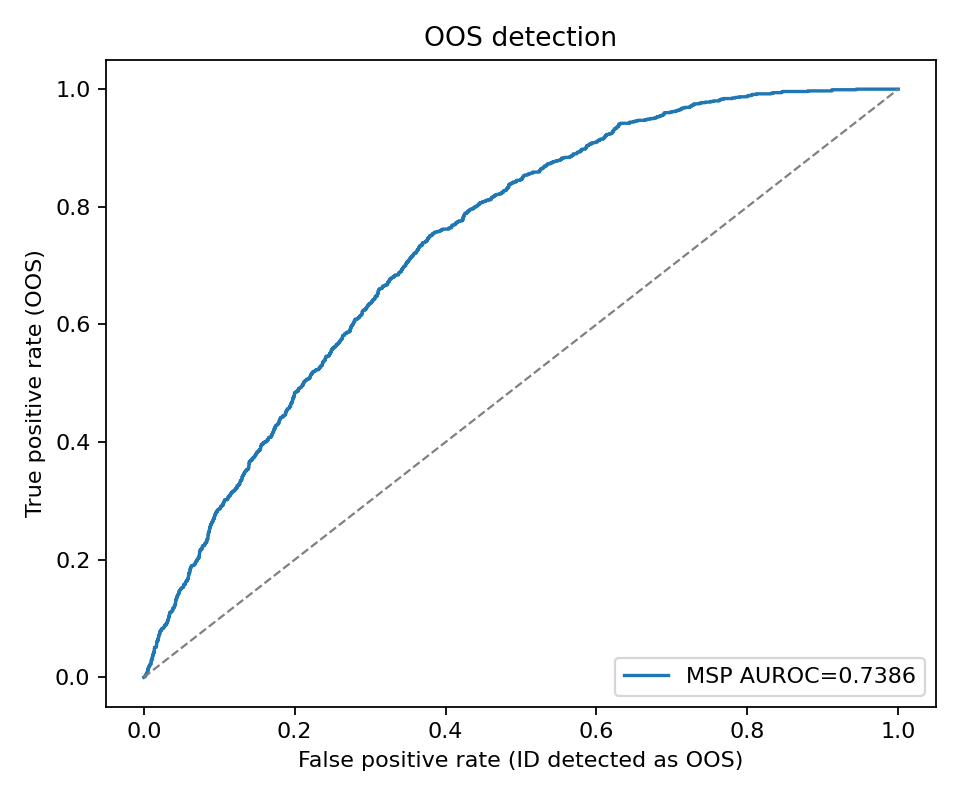 OOS detection
True positive rate (OOS)
1.0
0.8
0.6
0.4
0.2
0.0
MSP AUROC=0.7386
0.0 0.2 0.4 0.6 0.8 1.0
False positive rate (ID detected as OOS)